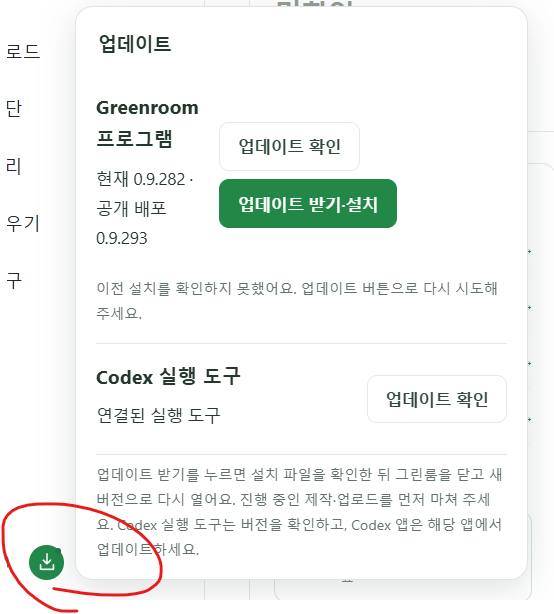 로드
단
리
우기
구
업데이트
Greenroom
프로그램
현재 0.9.282 ·
공개 배포
0.9.293
업데이트 확인
업데이트 받기·설치
이전 설치를 확인하지 못했어요. 업데이트 버튼으로 다시 시도해
주세요.
Codex 실행 도구
연결된 실행 도구
업데이트 확인
업데이트 받기를 누르면 설치 파일을 확인한 뒤 그린룸을 닫고 새
버전으로 다시 열어요. 진행 중인 제작·업로드를 먼저 마쳐 주세
요. Codex 실행 도구는 버전을 확인하고, Codex 앱은 해당 앱에서
업데이트하세요.